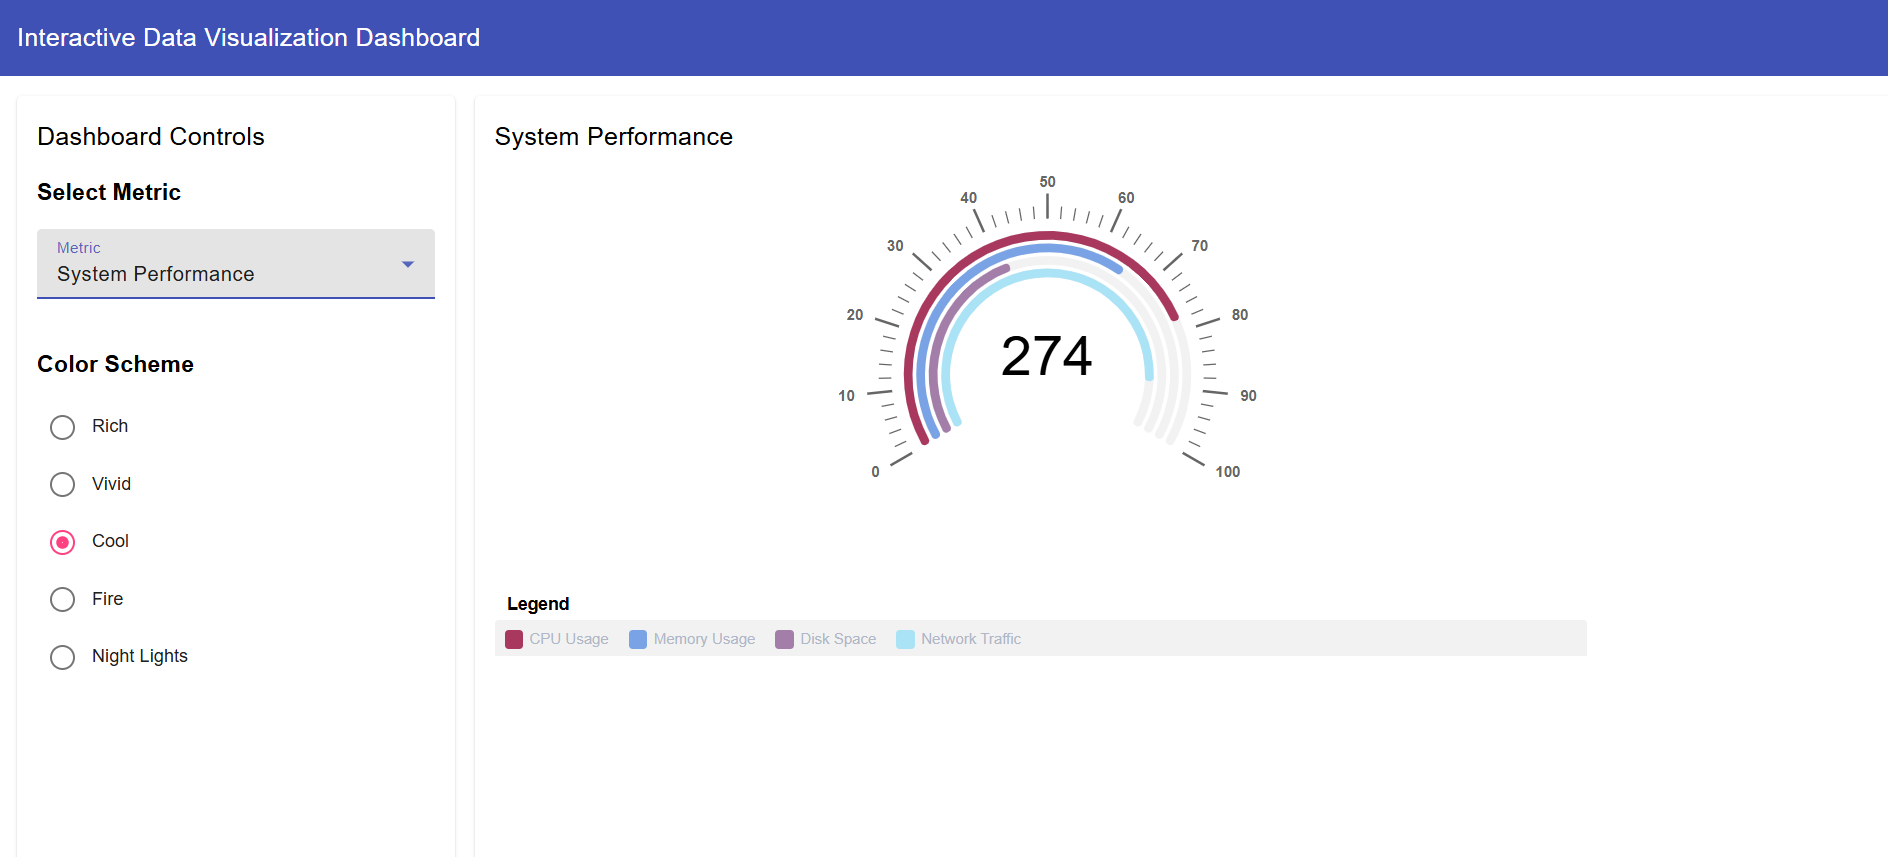 Interactive Data Visualization Dashboard
Dashboard Controls
Select Metric
Metric
System Performance
Color Scheme
Rich
Vivid
Cool
Fire
Night Lights
System Performance
0
10
20
30
40
50
60
70
80
90
100
274
Legend
CPU Usage Memory Usage Disk Space Network Traffic